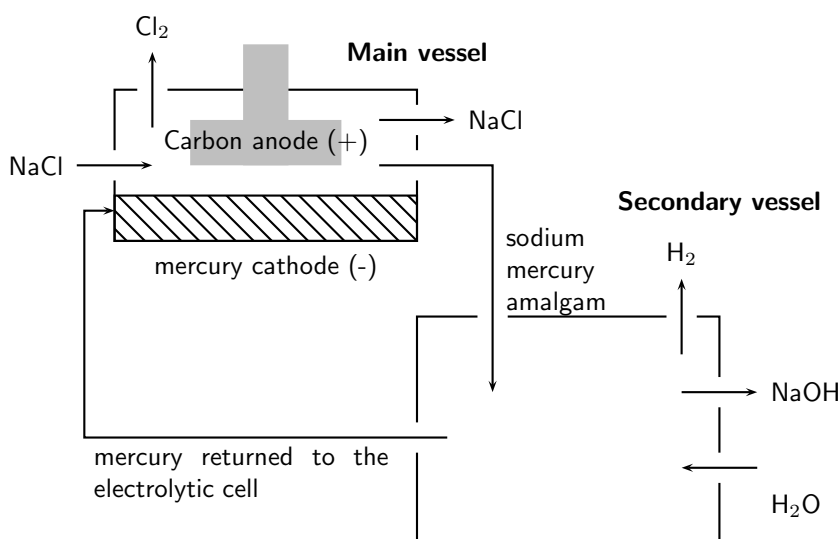 Cl₂
Main vessel
NaCl
Carbon anode (+)
NaCl
Secondary vessel
mercury cathode (-)
sodium
mercury
amalgam
H₂
NaOH
mercury returned to the
electrolytic cell
H₂O